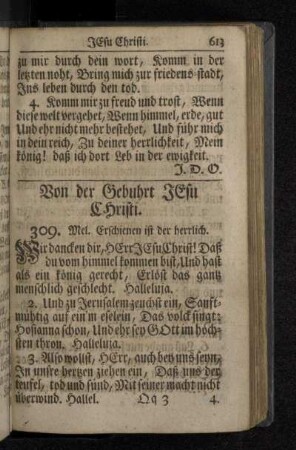 JEsu Christi. 613
zu mir durch dein wort, Komm in der
letzten noht, Bring mich zur friedens-stadt,
Ins leben durch den tod.
4. Komm mir zu freud und trost, Wenn
diese welt vergehet, Wenn himmel, erde, gut
Und ehr nicht mehr bestehet, Und führ mich
in dein reich, Zu deiner herrlichkeit, Mein
könig! daß ich dort Leb in der ewigkeit.
J. D. O.
Von der Gebuhrt JEsu
CHristi.
309. Mel. Erschienen ist der herrlich.
Wir dancken dir, HErr JEsu Christ! Daß
du vom himmel kommen bist, Und hast
als ein könig gerecht, Erlöst das gantz
menschlich geschlecht. Halleluja.
2. Und zu Jerusalem zeuchst ein, Sanft-
mühtig auf ein'm eselein, Das volck singt:
Hosianna schon, Und ehr sey GOtt im höch-
sten thron. Halleluja.
3. Also wollst, HErr, auch bey uns seyn,
In unsre hertzen ziehen ein, Daß uns der
teufel, tod und sünd, Mit seiner macht nicht
überwind. Hallel. Qq 3 4.